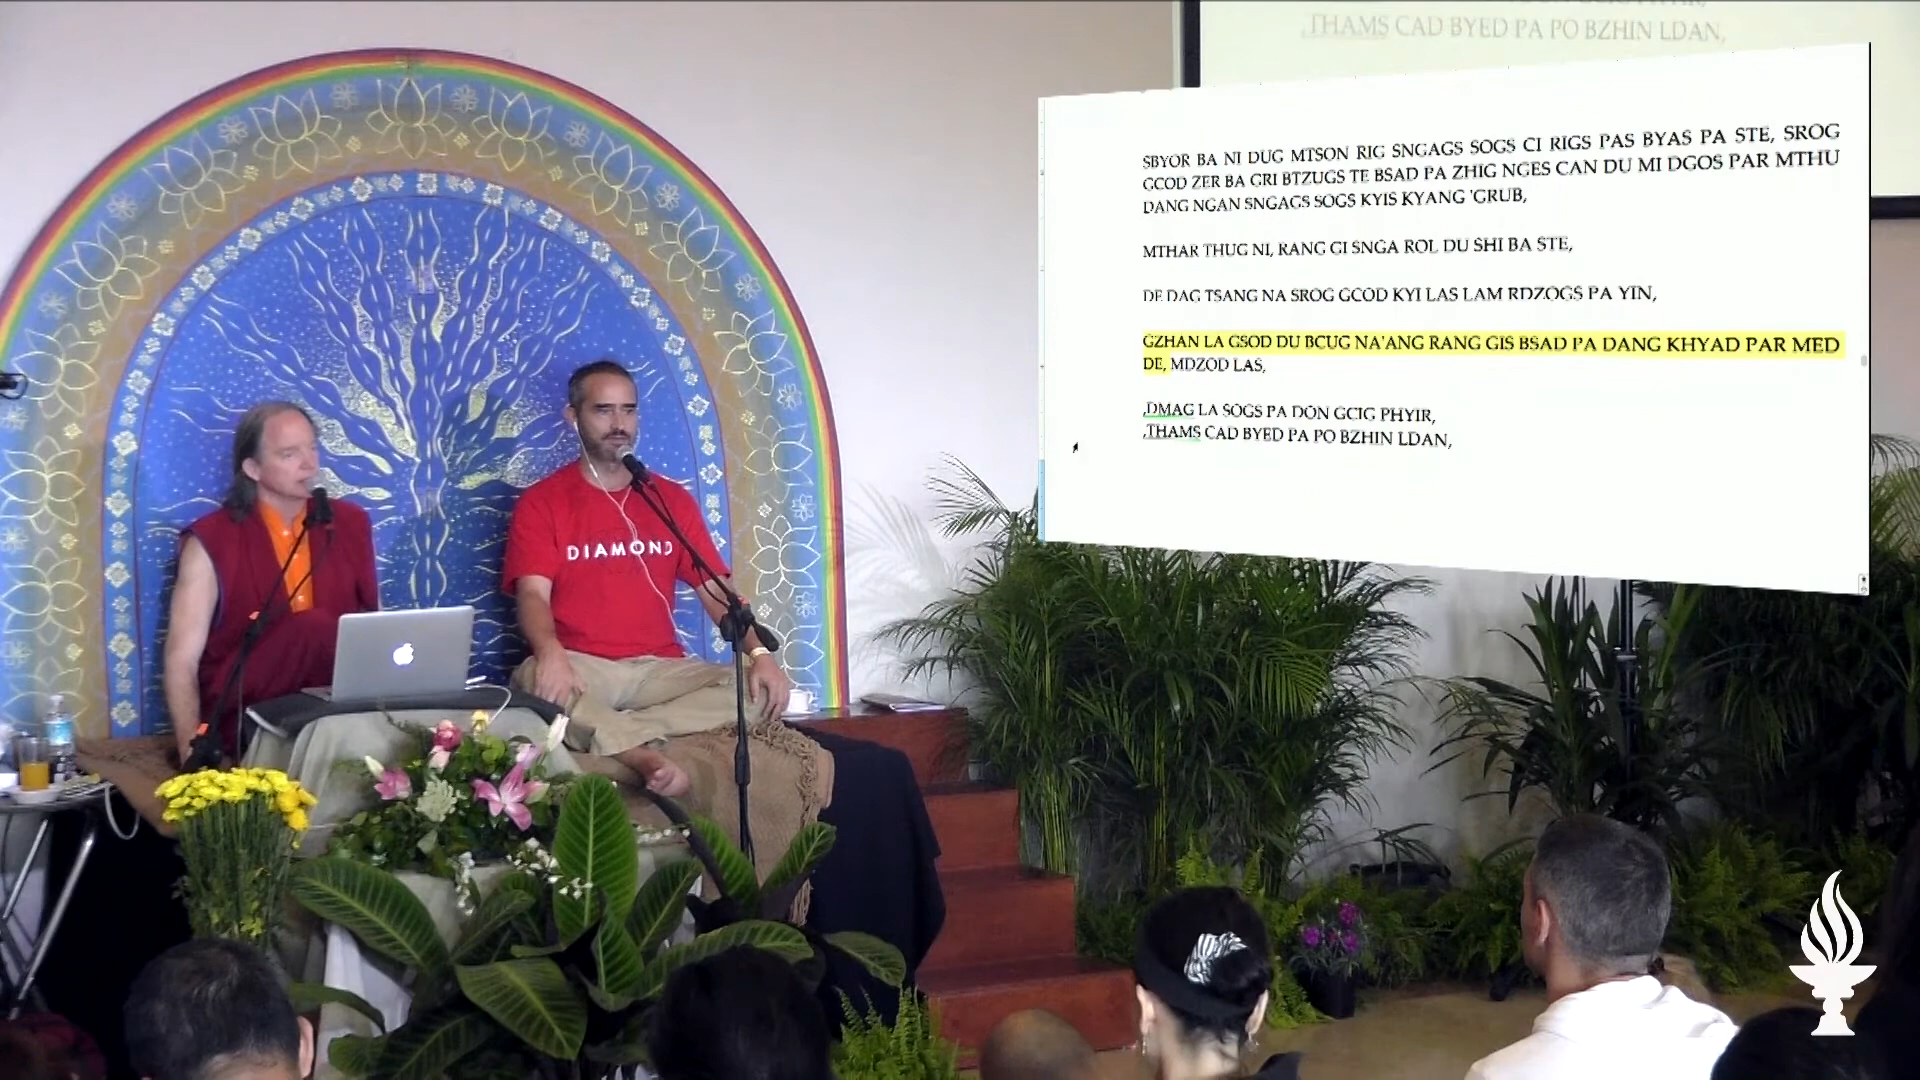 ,THAMS CAD BYED PA PO BZHIN LDAN,
SBYOR BA NI DUG MTSON RIG SNGAGS SOGS CI RIGS PAS BYAS PA STE, SROG
GCOD ZER BA GRI BTZUGS TE BSAD PA ZHIG NGES CAN DU MI DGOS PAR MTHU
DANG NGAN SNGAGS SOGS KYIS KYANG 'GRUB,
MTHAR THUG NI, RANG GI SNGA ROL DU SHI BA STE,
DE DAG TSANG NA SROG GCOD KYI LAS LAM RDZOGS PA YIN,
GZHAN LA GSOD DU BCUG NA'ANG RANG GIS BSAD PA DANG KHYAD PAR MED
DE, MDZOD LAS,
,DMAG LA SOGS PA DON GCIG PHYIR,
,THAMS CAD BYED PA PO BZHIN LDAN,
DIAMOND